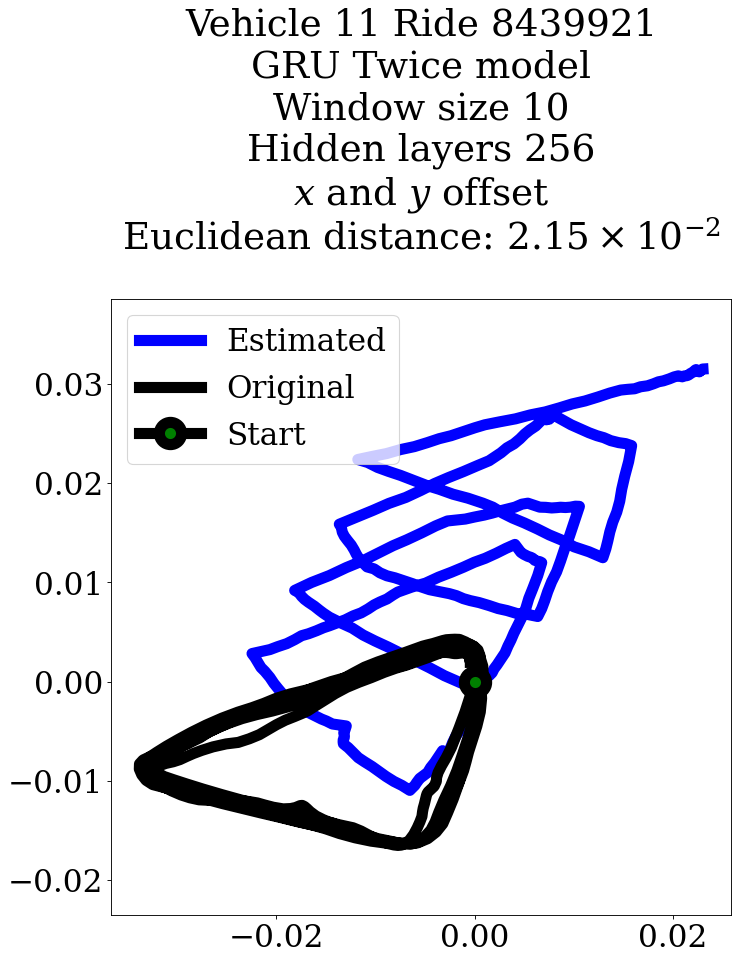 Vehicle 11 Ride 8439921
GRU Twice model
Window size 10
Hidden layers 256
x and y offset
Euclidean distance: 2.15 × 10⁻²
Estimated
Original
Start
0.03
0.02
0.01
0.00
−0.01
−0.02
−0.02 0.00 0.02